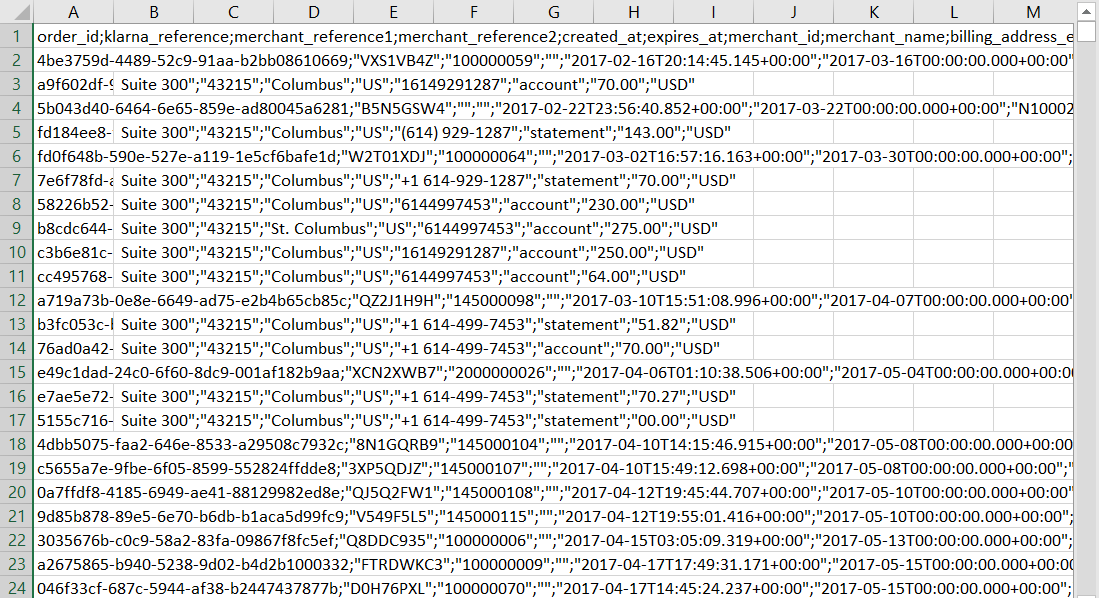 A B C D E F G H I J K L M
1 order_id;klarna_reference;merchant_reference1;merchant_reference2;created_at;expires_at;merchant_id;merchant_name;billing_address_e
2 4be3759d-4489-52c9-91aa-b2bb08610669;"VXS1VB4Z";"100000059";"";"2017-02-16T20:14:45.145+00:00";"2017-03-16T00:00:00.000+00:00"
3 a9f602df-9 Suite 300";"43215";"Columbus";"US";"16149291287";"account";"70.00";"USD"
4 5b043d40-6464-6e65-859e-ad80045a6281;"B5N5GSW4";"";"";"2017-02-22T23:56:40.852+00:00";"2017-03-22T00:00:00.000+00:00";"N10002
5 fd184ee8- Suite 300";"43215";"Columbus";"US";"(614) 929-1287";"statement";"143.00";"USD"
6 fd0f648b-590e-527e-a119-1e5cf6bafe1d;"W2T01XDJ";"100000064";"";"2017-03-02T16:57:16.163+00:00";"2017-03-30T00:00:00.000+00:00";
7 7e6f78fd-a Suite 300";"43215";"Columbus";"US";"+1 614-929-1287";"statement";"70.00";"USD"
8 58226b52- Suite 300";"43215";"Columbus";"US";"6144997453";"account";"230.00";"USD"
9 b8cdc644- Suite 300";"43215";"St. Columbus";"US";"6144997453";"account";"275.00";"USD"
10 c3b6e81c- Suite 300";"43215";"Columbus";"US";"16149291287";"account";"250.00";"USD"
11 cc495768- Suite 300";"43215";"Columbus";"US";"6144997453";"account";"64.00";"USD"
12 a719a73b-0e8e-6649-ad75-e2b4b65cb85c;"QZ2J1H9H";"145000098";"";"2017-03-10T15:51:08.996+00:00";"2017-04-07T00:00:00.000+00:00"
13 b3fc053c-b Suite 300";"43215";"Columbus";"US";"+1 614-499-7453";"statement";"51.82";"USD"
14 76ad0a42- Suite 300";"43215";"Columbus";"US";"+1 614-499-7453";"account";"70.00";"USD"
15 e49c1dad-24c0-6f60-8dc9-001af182b9aa;"XCN2XWB7";"2000000026";"";"2017-04-06T01:10:38.506+00:00";"2017-05-04T00:00:00.000+00:0
16 e7ae5e72- Suite 300";"43215";"Columbus";"US";"+1 614-499-7453";"statement";"70.27";"USD"
17 5155c716- Suite 300";"43215";"Columbus";"US";"+1 614-499-7453";"statement";"00.00";"USD"
18 4dbb5075-faa2-646e-8533-a29508c7932c;"8N1GQRB9";"145000104";"";"2017-04-10T14:15:46.915+00:00";"2017-05-08T00:00:00.000+00:00
19 c5655a7e-9fbe-6f05-8599-552824ffdde8;"3XP5QDJZ";"145000107";"";"2017-04-10T15:49:12.698+00:00";"2017-05-08T00:00:00.000+00:00";"
20 0a7ffdf8-4185-6949-ae41-88129982ed8e;"QJ5Q2FW1";"145000108";"";"2017-04-12T19:45:44.707+00:00";"2017-05-10T00:00:00.000+00:00"
21 9d85b878-89e5-6e70-b6db-b1aca5d99fc9;"V549F5L5";"145000115";"";"2017-04-12T19:55:01.416+00:00";"2017-05-10T00:00:00.000+00:00";
22 3035676b-c0c9-58a2-83fa-09867f8fc5ef;"Q8DDC935";"100000006";"";"2017-04-15T03:05:09.319+00:00";"2017-05-13T00:00:00.000+00:00";
23 a2675865-b940-5238-9d02-b4d2b1000332;"FTRDWKC3";"100000009";"";"2017-04-17T17:49:31.171+00:00";"2017-05-15T00:00:00.000+00:00
24 046f33cf-687c-5944-af38-b2447437877b;"D0H76PXL";"100000070";"";"2017-04-17T14:45:24.237+00:00";"2017-05-15T00:00:00.000+00:00";